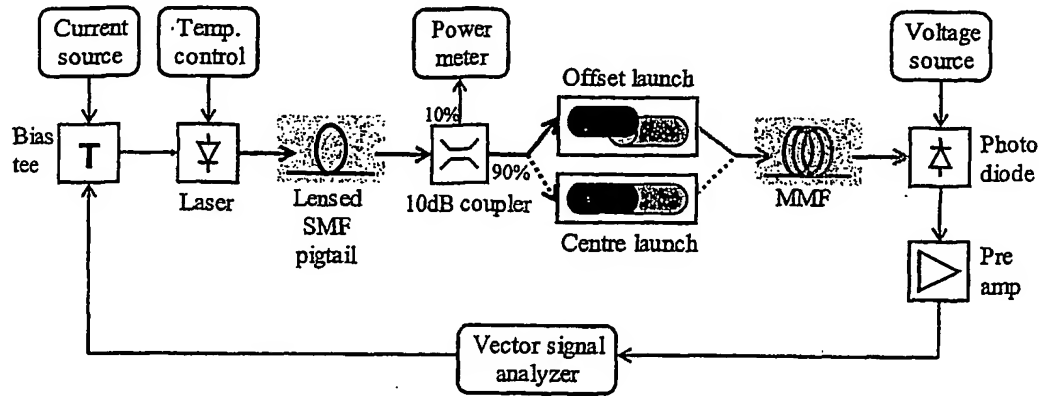 Current
source
·Temp.
control
Power
meter
Voltage
source
Offset launch
10%
Bias
tee
T
90%
Photo
diode
Laser
Lensed
SMF
pigtail
10dB coupler
MMF
Centre launch
Pre
amp
Vector signal
analyzer